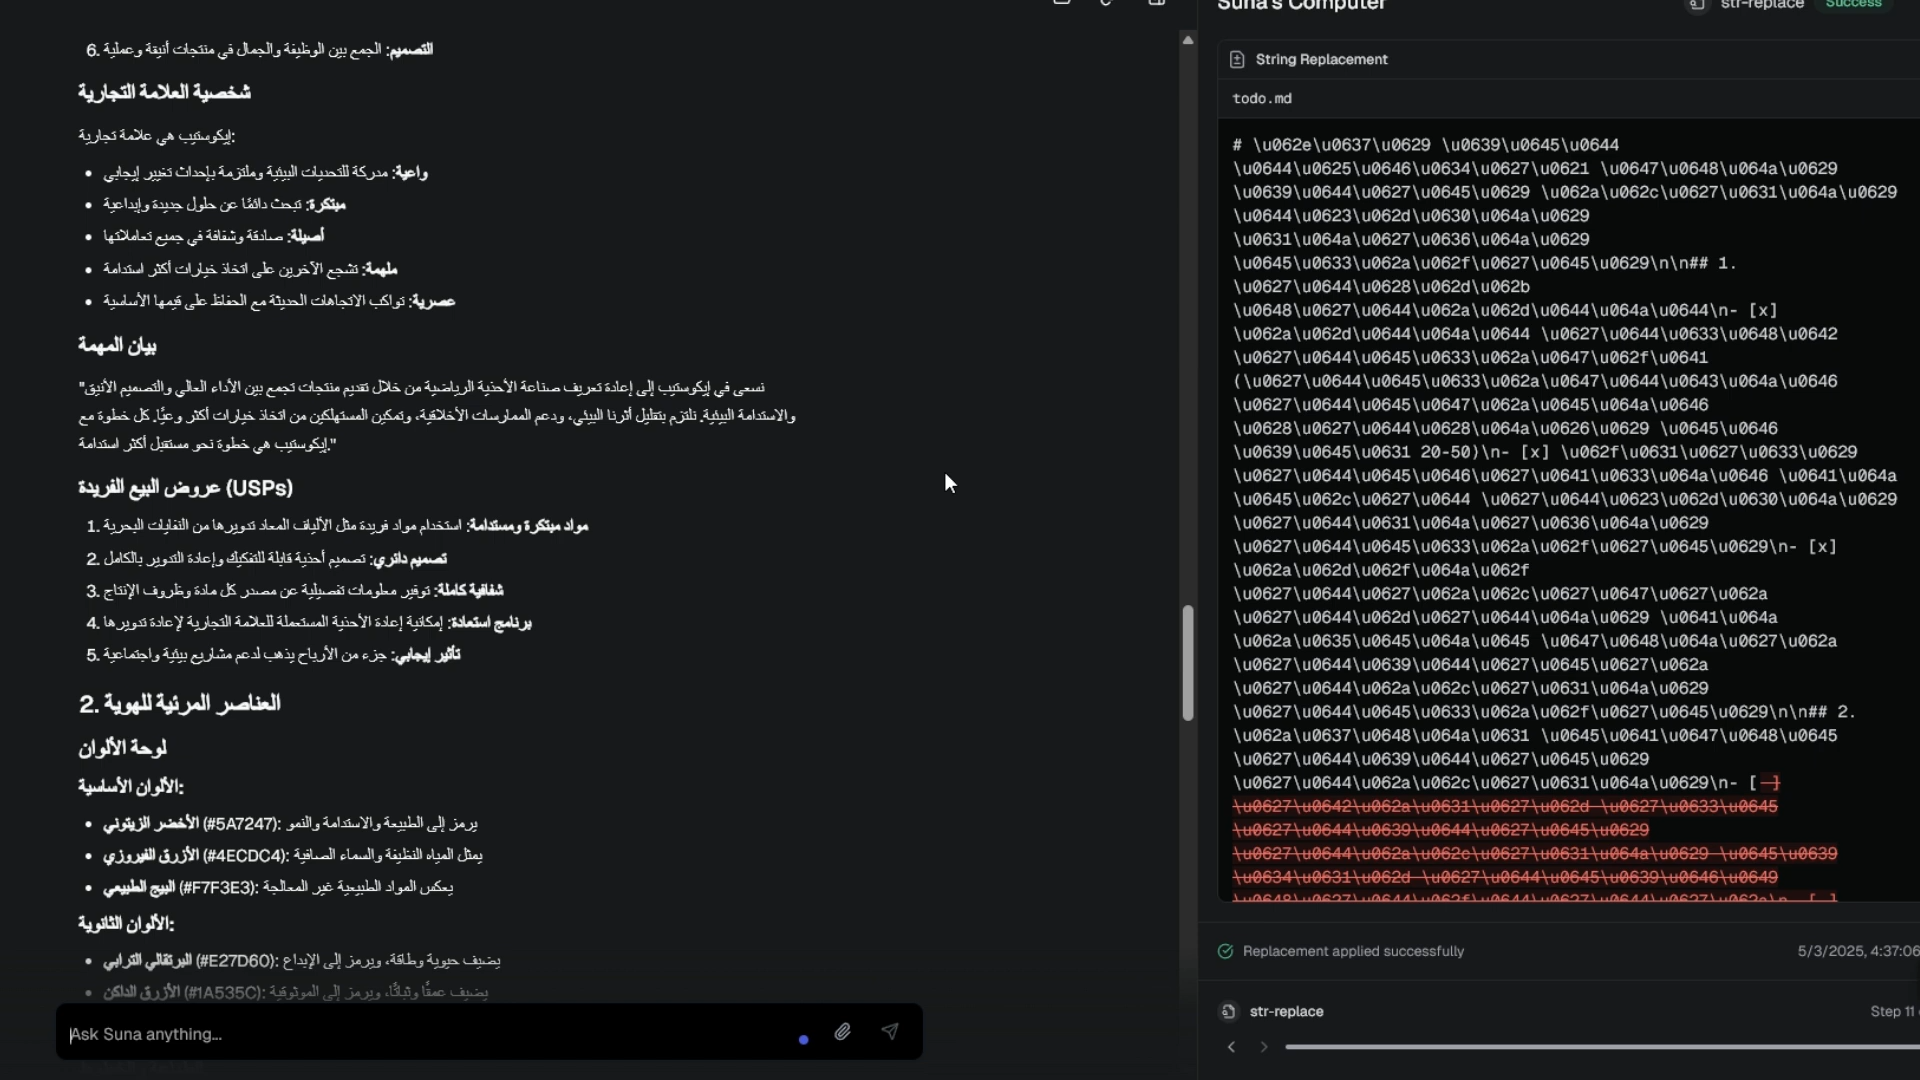 6. التصميم: الجمع بين الوظيفة والجمال في منتجات أنيقة وعملية
شخصية العلامة التجارية
إيكوستيب هي علامة تجارية:
• واعية: مدركة للتحديات البيئية وملتزمة بإحداث تغيير إيجابي
• مبتكرة: تبحث دائمًا عن حلول جديدة وإبداعية
• أصيلة: صادقة وشفافة في جميع تعاملاتها
• ملهمة: تشجع الآخرين على اتخاذ خيارات أكثر استدامة
• عصرية: تواكب الاتجاهات الحديثة مع الحفاظ على قيمها الأساسية
بيان المهمة
"نسعى في إيكوستيب إلى إعادة تعريف صناعة الأحذية الرياضية من خلال تقديم منتجات تجمع بين الأداء العالي والتصميم الأنيق
والاستدامة البيئية. نلتزم بتقليل أثرنا البيئي، ودعم الممارسات الأخلاقية، وتمكين المستهلكين من اتخاذ خيارات أكثر وعيًا. كل خطوة مع
إيكوستيب هي خطوة نحو مستقبل أكثر استدامة."
عروض البيع الفريدة (USPs)
1. مواد مبتكرة ومستدامة: استخدام مواد فريدة مثل الألياف المعاد تدويرها من النفايات البحرية
2. تصميم دائري: تصميم أحذية قابلة للتفكيك وإعادة التدوير بالكامل
3. شفافية كاملة: توفير معلومات تفصيلية عن مصدر كل مادة وظروف الإنتاج
4. برنامج استعادة: إمكانية إعادة الأحذية المستعملة للعلامة التجارية لإعادة تدويرها
5. تأثير إيجابي: جزء من الأرباح يذهب لدعم مشاريع بيئية واجتماعية
2. العناصر المرئية للهوية
لوحة الألوان
الألوان الأساسية:
• الأخضر الزيتوني (#5A7247): يرمز إلى الطبيعة والاستدامة والنمو
• الأزرق الفيروزي (#4ECDC4): يمثل المياه النظيفة والسماء الصافية
• البيج الطبيعي (#F7F3E3): يعكس المواد الطبيعية غير المعالجة
الألوان الثانوية:
• البرتقالي الترابي (#E27D60): يضيف حيوية وطاقة، ويرمز إلى الإبداع
• الأزرق الداكن (#1A535C): يضيف عمقًا وثباتًا، ويرمز إلى الموثوقية
Ask Suna anything...
Suna's Computer
str-replace
Success
String Replacement
todo.md
# \u062e\u0637\u0629 \u0639\u0645\u0644
\u0644\u0625\u0646\u0634\u0627\u0621 \u0647\u0648\u064a\u0629
\u0639\u0644\u0627\u0645\u0629 \u062a\u062c\u0627\u0631\u064a\u0629
\u0644\u0623\u062d\u0630\u064a\u0629
\u0631\u064a\u0627\u0636\u064a\u0629
\u0645\u0633\u062a\u062f\u0627\u0645\u0629\n\n## 1.
\u0627\u0644\u0628\u062d\u062b
\u0648\u0627\u0644\u062a\u062d\u0644\u064a\u0644\n- [x]
\u062a\u062d\u0644\u064a\u0644 \u0627\u0644\u0633\u0648\u0642
\u0627\u0644\u0645\u0633\u062a\u0647\u062f\u0641
(\u0627\u0644\u0645\u0633\u062a\u0647\u0644\u0643\u064a\u0646
\u0627\u0644\u0645\u0647\u062a\u0645\u064a\u0646
\u0628\u0627\u0644\u0628\u064a\u0626\u0629 \u0645\u0646
\u0639\u0645\u0631 20-50)\n- [x] \u062f\u0631\u0627\u0633\u0629
\u0627\u0644\u0645\u0646\u0627\u0641\u0633\u064a\u0646 \u0641\u064a
\u0645\u062c\u0627\u0644 \u0627\u0644\u0623\u062d\u0630\u064a\u0629
\u0627\u0644\u0631\u064a\u0627\u0636\u064a\u0629
\u0627\u0644\u0645\u0633\u062a\u062f\u0627\u0645\u0629\n- [x]
\u062a\u062d\u062f\u064a\u062f
\u0627\u0644\u0627\u062a\u062c\u0627\u0647\u0627\u062a
\u0627\u0644\u062d\u0627\u0644\u064a\u0629 \u0641\u064a
\u062a\u0635\u0645\u064a\u0645 \u0647\u0648\u064a\u0627\u062a
\u0627\u0644\u0639\u0644\u0627\u0645\u0627\u062a
\u0627\u0644\u062a\u062c\u0627\u0631\u064a\u0629
\u0627\u0644\u0645\u0633\u062a\u062f\u0627\u0645\u0629\n\n## 2.
\u062a\u0637\u0648\u064a\u0631 \u0645\u0641\u0647\u0648\u0645
\u0627\u0644\u0639\u0644\u0627\u0645\u0629
\u0627\u0644\u062a\u062c\u0627\u0631\u064a\u0629\n- [ ]
\u0627\u0642\u062a\u0631\u0627\u062d \u0627\u0633\u0645
\u0627\u0644\u0639\u0644\u0627\u0645\u0629
\u0627\u0644\u062a\u062c\u0627\u0631\u064a\u0629 \u0645\u0639
\u0634\u0631\u062d \u0627\u0644\u0645\u0639\u0646\u0649
Replacement applied successfully
5/3/2025, 4:37:06
str-replace
Step 11